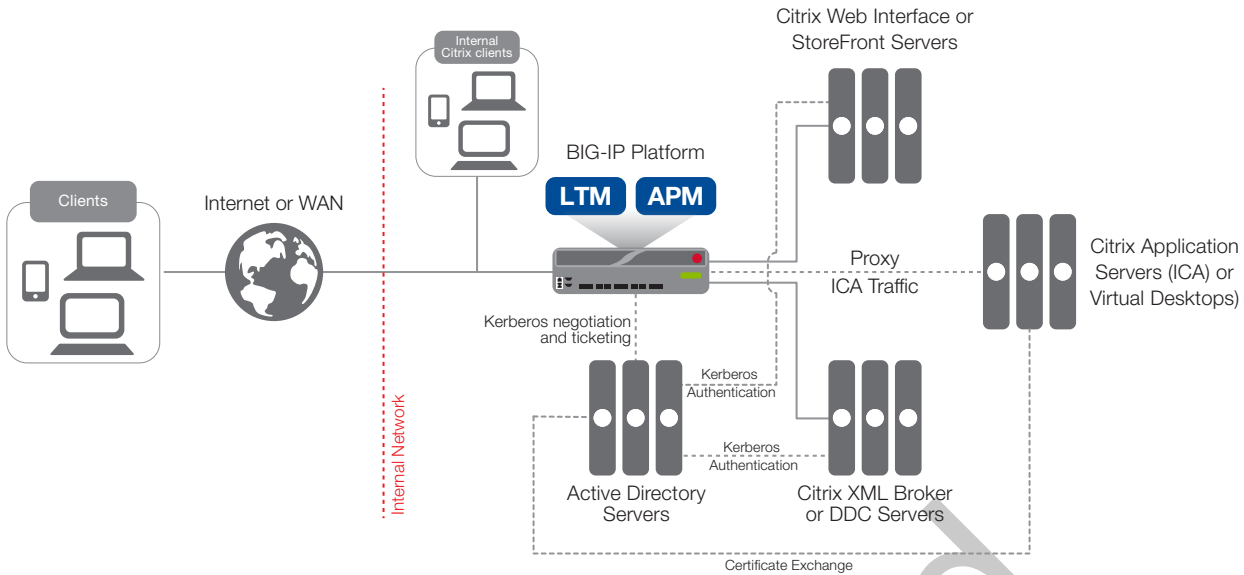 Citrix Web Interface or
StoreFront Servers
Internal
Citrix clients
BIG-IP Platform
LTM
APM
Clients
Internet or WAN
Proxy
ICA Traffic
Citrix Application
Servers (ICA) or
Virtual Desktops)
Kerberos negotiation
and ticketing
Internal Network
Kerberos
Authentication
Kerberos
Authentication
Active Directory
Servers
Citrix XML Broker
or DDC Servers
Certificate Exchange